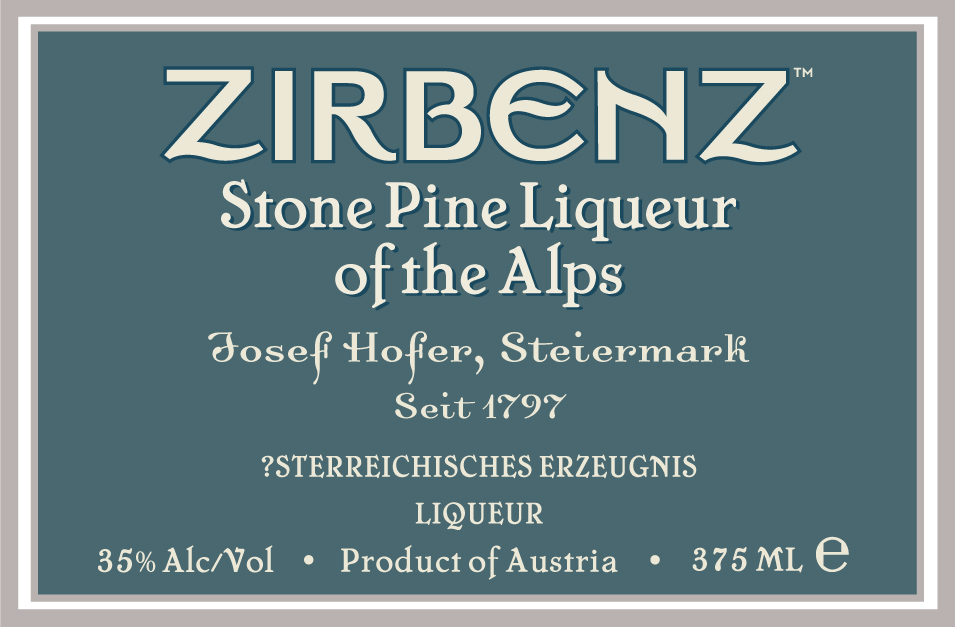 ZIRBENZ™
Stone Pine Liqueur
of the Alps
Josef Hofer, Steiermark
Seit 1797
?STERREICHISCHES ERZEUGNIS
LIQUEUR
35% Alc/Vol • Product of Austria • 375 ML ℮